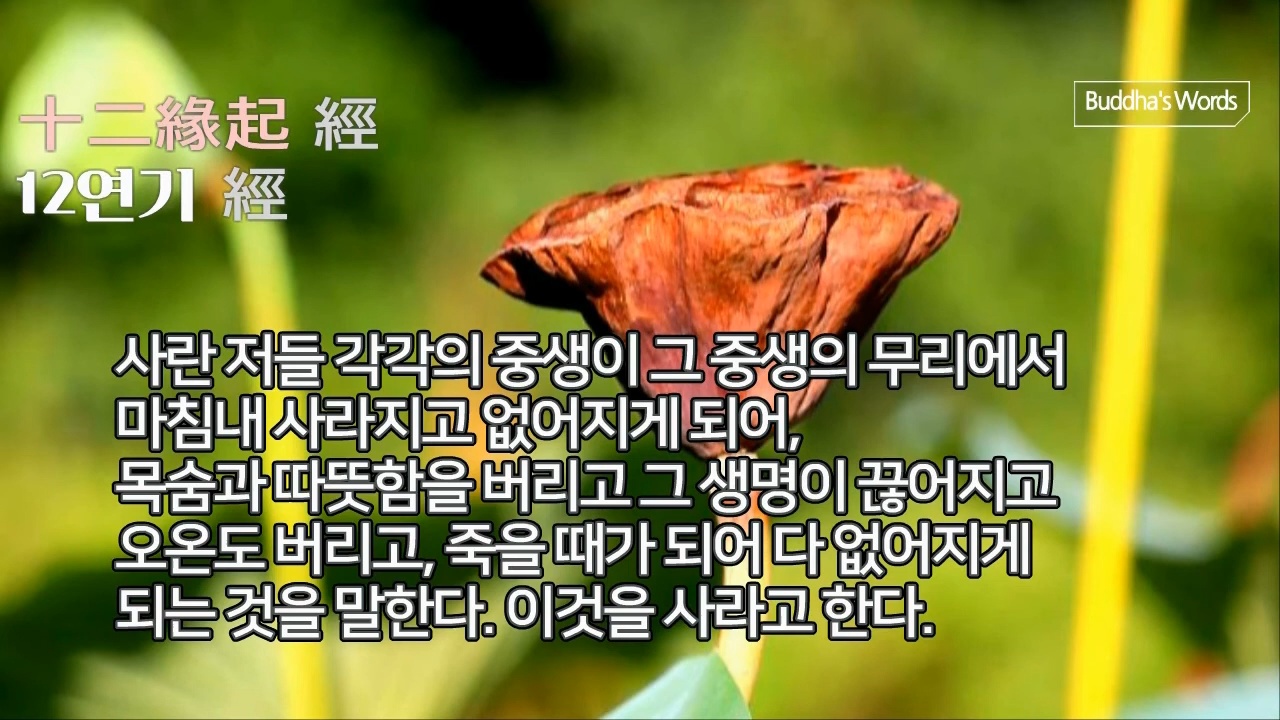 十二緣起 經
12연기 經
Buddha's Words
사란 저들 각각의 중생이 그 중생의 무리에서
마침내 사라지고 없어지게 되어,
목숨과 따뜻함을 버리고 그 생명이 끊어지고
오온도 버리고, 죽을 때가 되어 다 없어지게
되는 것을 말한다. 이것을 사라고 한다.